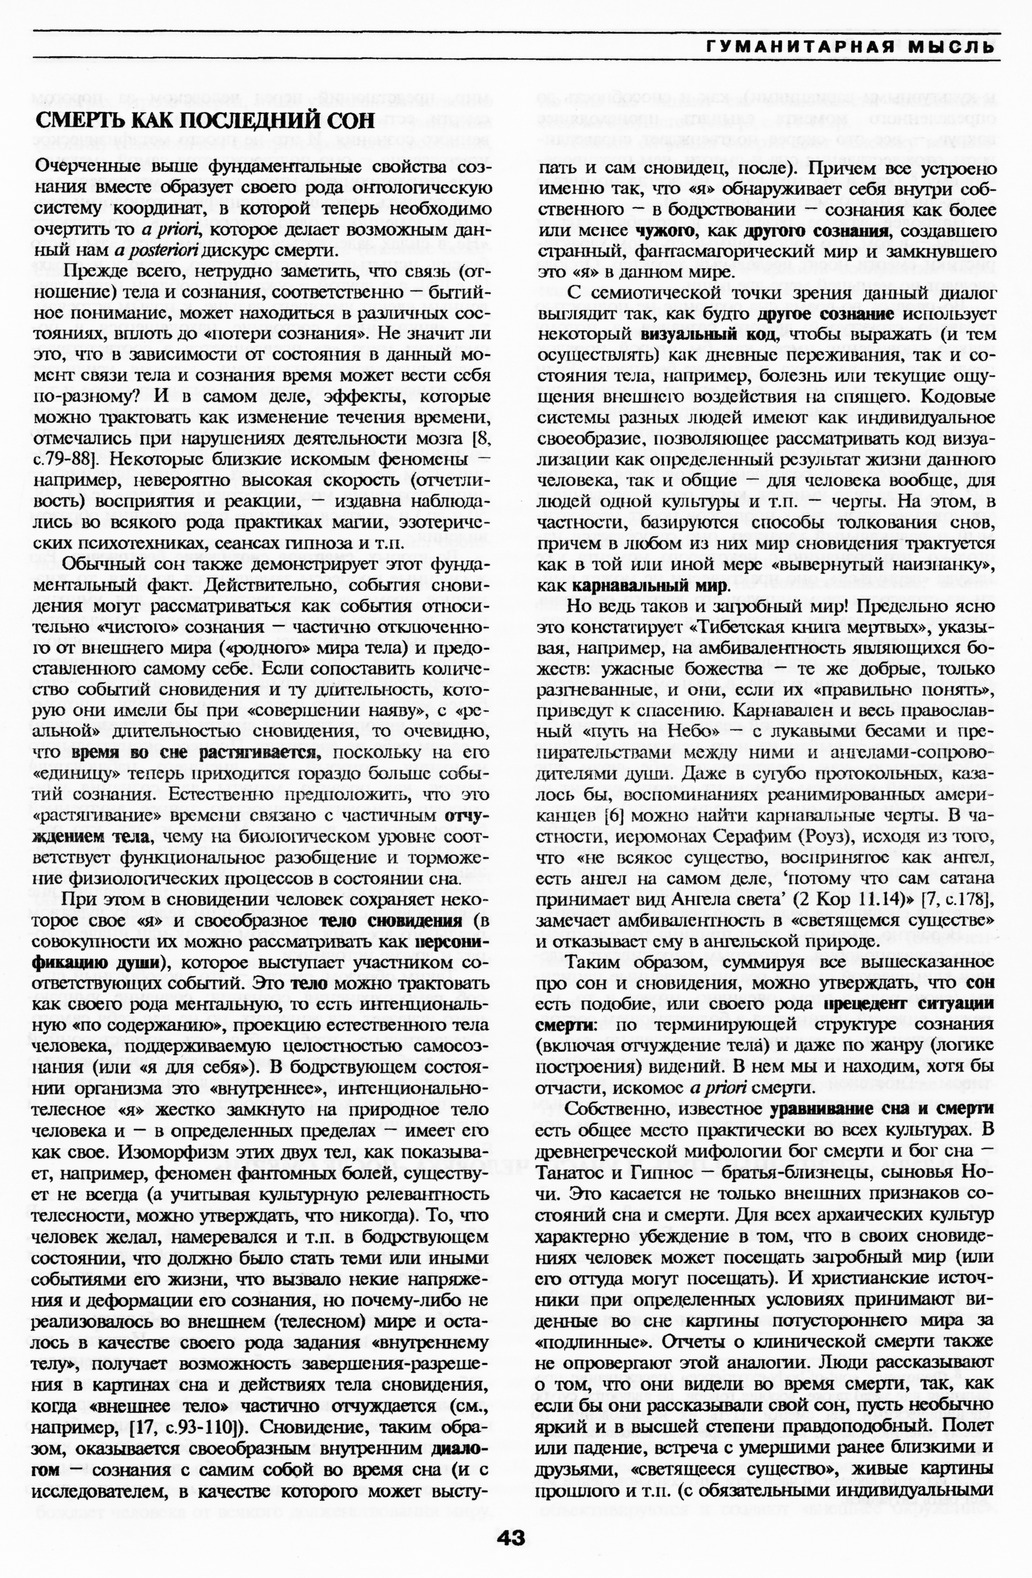 ГУМАНИТАРНАЯ МЫСЛЬ
СМЕРТЬ КАК ПОСЛЕДНИЙ СОН
Очерченные выше фундаментальные свойства соз-
нания вместе образует своего рода онтологическую
систему координат, в которой теперь необходимо
очертить то a priori, которое делает возможным дан-
ный нам a posteriori дискурс смерти.
Прежде всего, нетрудно заметить, что связь (от-
ношение) тела и сознания, соответственно — бытий-
ное понимание, может находиться в различных сос-
тояниях, вплоть до «потери сознания». Не значит ли
это, что в зависимости от состояния в данный мо-
мент связи тела и сознания время может вести себя
по-разному? И в самом деле, эффекты, которые
можно трактовать как изменение течения времени,
отмечались при нарушениях деятельности мозга [8,
с.79-88]. Некоторые близкие искомым феномены —
например, невероятно высокая скорость (отчетли-
вость) восприятия и реакции, — издавна наблюда-
лись во всякого рода практиках магии, эзотериче-
ских психотехниках, сеансах гипноза и т.п.
Обычный сон также демонстрирует этот фунда-
ментальный факт. Действительно, события снови-
дения могут рассматриваться как события относи-
тельно «чистого» сознания — частично отключенно-
го от внешнего мира («родного» мира тела) и предо-
ставленного самому себе. Если сопоставить количе-
ство событий сновидения и ту длительность, кото-
рую они имели бы при «совершении наяву», с «ре-
альной» длительностью сновидения, то очевидно,
что время во сне растягивается, поскольку на его
«единицу» теперь приходится гораздо больше собы-
тий сознания. Естественно предположить, что это
«растягивание» времени связано с частичным отчу-
ждением тела, чему на биологическом уровне соот-
ветствует функциональное разобщение и торможе-
ние физиологических процессов в состоянии сна.
При этом в сновидении человек сохраняет неко-
торое свое «я» и своеобразное тело сновидения (в
совокупности их можно рассматривать как персони-
фикацию души), которое выступает участником со-
ответствующих событий. Это тело можно трактовать
как своего рода ментальную, то есть интенциональ-
ную «по содержанию», проекцию естественного тела
человека, поддерживаемую целостностью самосоз-
нания (или «я для себя»). В бодрствующем состоя-
нии организма это «внутреннее», интенционально-
телесное «я» жестко замкнуто на природное тело
человека и — в определенных пределах — имеет его
как свое. Изоморфизм этих двух тел, как показыва-
ет, например, феномен фантомных болей, существу-
ет не всегда (а учитывая культурную релевантность
телесности, можно утверждать, что никогда). То, что
человек желал, намеревался и т.п. в бодрствующем
состоянии, что должно было стать теми или иными
событиями его жизни, что вызвало некие напряже-
ния и деформации его сознания, но почему-либо не
реализовалось во внешнем (телесном) мире и оста-
лось в качестве своего рода задания «внутреннему
телу», получает возможность завершения-разреше-
ния в картинах сна и действиях тела сновидения,
когда «внешнее тело» частично отчуждается (см.,
например, [17, с.93-110]). Сновидение, таким обра-
зом, оказывается своеобразным внутренним диало-
гом — сознания с самим собой во время сна (и с
исследователем, в качестве которого может высту-
пать и сам сновидец, после). Причем все устроено
именно так, что «я» обнаруживает себя внутри соб-
ственного — в бодрствовании — сознания как более
или менее чужого, как другого сознания, создавшего
странный, фантасмагорический мир и замкнувшего
это «я» в данном мире.
С семиотической точки зрения данный диалог
выглядит так, как будто другое сознание использует
некоторый визуальный код, чтобы выражать (и тем
осуществлять) как дневные переживания, так и со-
стояния тела, например, болезнь или текущие ощу-
щения внешнего воздействия на спящего. Кодовые
системы разных людей имеют как индивидуальное
своеобразие, позволяющее рассматривать код визуа-
лизации как определенный результат жизни данного
человека, так и общие — для человека вообще, для
людей одной культуры и т.п. — черты. На этом, в
частности, базируются способы толкования снов,
причем в любом из них мир сновидения трактуется
как в той или иной мере «вывернутый наизнанку»,
как карнавальный мир.
Но ведь таков и загробный мир! Предельно ясно
это констатирует «Тибетская книга мертвых», указы-
вая, например, на амбивалентность являющихся бо-
жеств: ужасные божества — те же добрые, только
разгневанные, и они, если их «правильно понять»,
приведут к спасению. Карнавален и весь православ-
ный «путь на Небо» — с лукавыми бесами и пре-
пирательствами между ними и ангелами-сопрово-
дителями души. Даже в сугубо протокольных, каза-
лось бы, воспоминаниях реанимированных амери-
канцев [6] можно найти карнавальные черты. В ча-
стности, иеромонах Серафим (Роуз), исходя из того,
что «не всякое существо, воспринятое как ангел,
есть ангел на самом деле, ‘потому что сам сатана
принимает вид Ангела света’ (2 Кор 11.14)» [7, с.178],
замечает амбивалентность в «светящемся существе»
и отказывает ему в ангельской природе.
Таким образом, суммируя все вышесказанное
про сон и сновидения, можно утверждать, что сон
есть подобие, или своего рода прецедент ситуации
смерти: по терминирующей структуре сознания
(включая отчуждение тела) и даже по жанру (логике
построения) видений. В нем мы и находим, хотя бы
отчасти, искомое a priori смерти.
Собственно, известное уравнивание сна и смерти
есть общее место практически во всех культурах. В
древнегреческой мифологии бог смерти и бог сна —
Танатос и Гипнос — братья-близнецы, сыновья Но-
чи. Это касается не только внешних признаков со-
стояний сна и смерти. Для всех архаических культур
характерно убеждение в том, что в своих сновиде-
ниях человек может посещать загробный мир (или
его оттуда могут посещать). И христианские источ-
ники при определенных условиях принимают ви-
денные во сне картины потустороннего мира за
«подлинные». Отчеты о клинической смерти также
не опровергают этой аналогии. Люди рассказывают
о том, что они видели во время смерти, так, как
если бы они рассказывали свой сон, пусть необычно
яркий и в высшей степени правдоподобный. Полет
или падение, встреча с умершими ранее близкими и
друзьями, «светящееся существо», живые картины
прошлого и т.п. (с обязательными индивидуальными
43